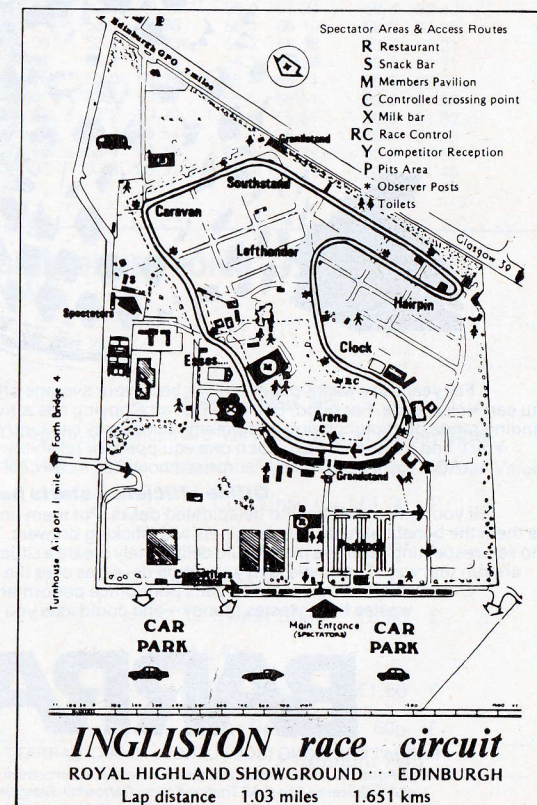 Edinburgh GPO 7 miles
P
Spectator Areas & Access Routes
R Restaurant
S Snack Bar
M Members Pavilion
C Controlled crossing point
X Milk bar
RC Race Control
Y Competitor Reception
P Pits Area
* Observer Posts
Toilets
Grandstand
Southstand
Caravan
Glasgow 39
Lefthander
Hairpin
Spectators
Clock
Esses
M
RC
Arena
Forth Bridge 4
Grandstand
Turnhouse
R
Paddock
Competitors
Main Entrance
(SPECTATORS)
CAR
PARK
CAR
PARK
INGLISTON race circuit
ROYAL HIGHLAND SHOWGROUND ··· EDINBURGH
Lap distance 1.03 miles 1.651 kms